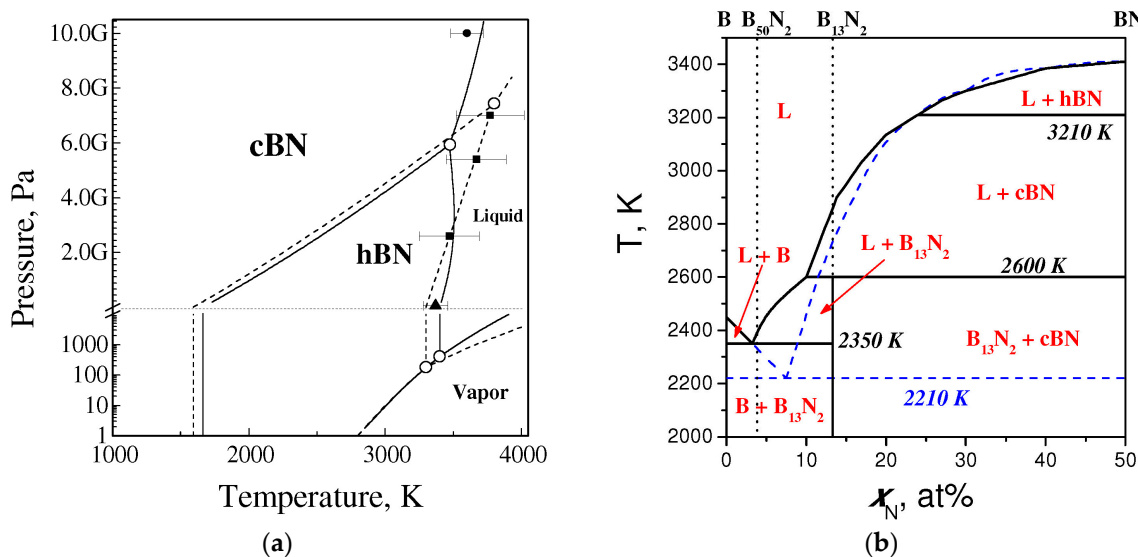 10.0G
8.0G
6.0G
4.0G
2.0G
1000
100
10
1
Pressure, Pa
cBN
hBN
Liquid
Vapor
1000 2000 3000 4000
Temperature, K
(a)
B B50N2 B13N2 BN
3400
3200
3000
2800
2600
2400
2200
2000
T, K
L
L + hBN
3210 K
L + cBN
L + B
L + B13N2
2600 K
2350 K
B13N2 + cBN
2210 K
B + B13N2
0 10 20 30 40 50
xN, at%
(b)